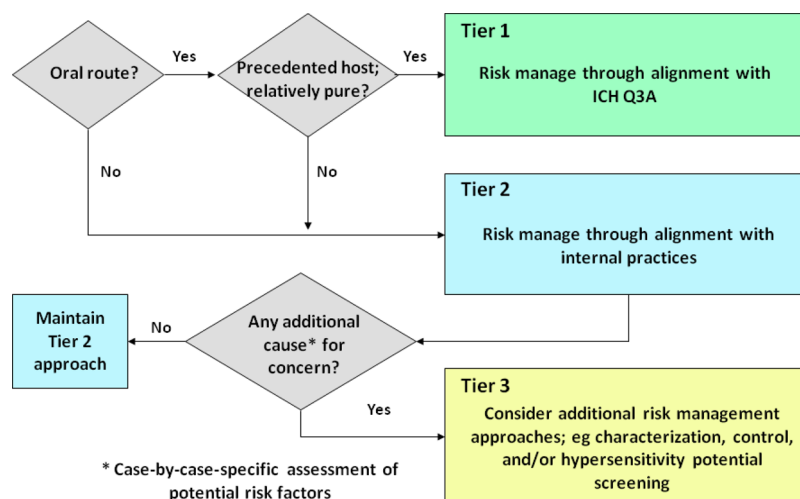 Oral route?
Yes
Precedented host;
relatively pure?
Yes
Tier 1
Risk manage through alignment with
ICH Q3A
No
No
Tier 2
Risk manage through alignment with
internal practices
Maintain
Tier 2
approach
No
Any additional
cause* for
concern?
Yes
Tier 3
Consider additional risk management
approaches; eg characterization, control,
and/or hypersensitivity potential
screening
* Case-by-case-specific assessment of
potential risk factors